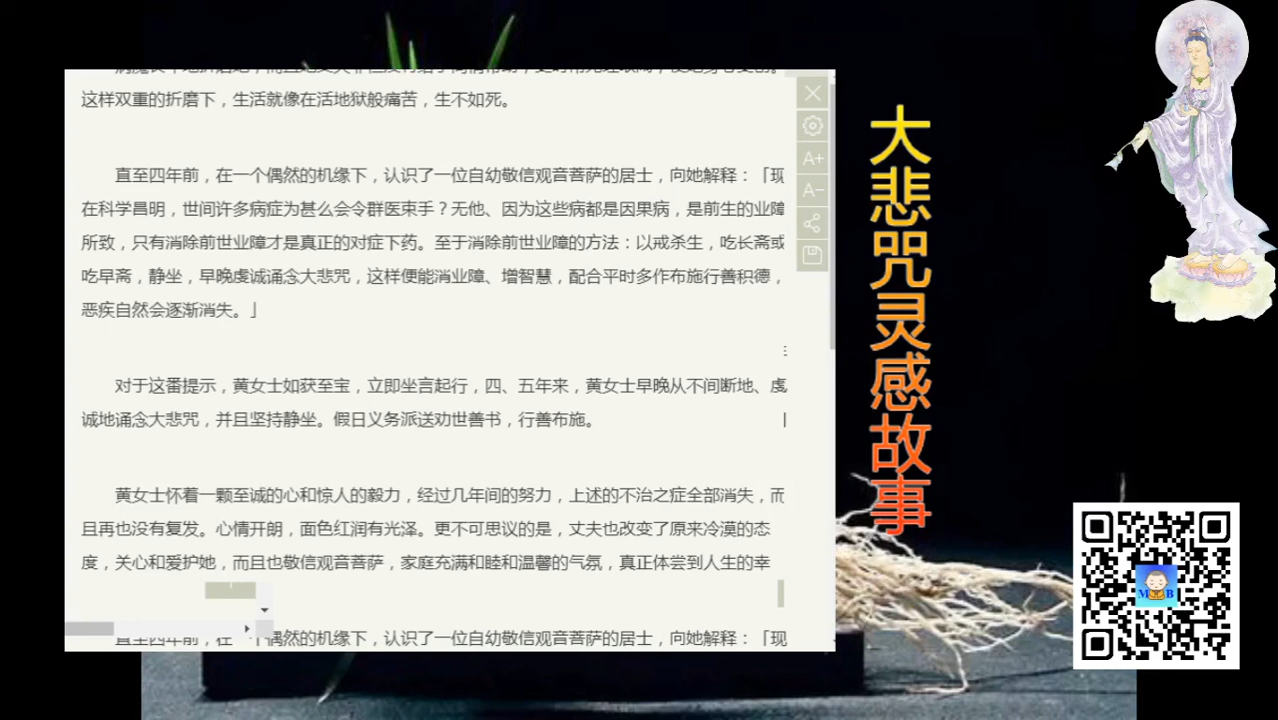 这样双重的折磨下，生活就像在活地狱般痛苦，生不如死。
直至四年前，在一个偶然的机缘下，认识了一位自幼敬信观音菩萨的居士，向她解释：「现
在科学昌明，世间许多病症为甚么会令群医束手？无他、因为这些病都是因果病，是前生的业障
所致，只有消除前世业障才是真正的对症下药。至于消除前世业障的方法：以戒杀生，吃长斋或
吃早斋，静坐，早晚虔诚诵念大悲咒，这样便能消业障、增智慧，配合平时多作布施行善积德，
恶疾自然会逐渐消失。」
对于这番提示，黄女士如获至宝，立即坐言起行，四、五年来，黄女士早晚从不间断地、虔
诚地诵念大悲咒，并且坚持静坐。假日义务派送劝世善书，行善布施。
黄女士怀着一颗至诚的心和惊人的毅力，经过几年间的努力，上述的不治之症全部消失，而
且再也没有复发。心情开朗，面色红润有光泽。更不可思议的是，丈夫也改变了原来冷漠的态
度，关心和爱护她，而且也敬信观音菩萨，家庭充满和睦和温馨的气氛，真正体尝到人生的幸
直至四年前，在一个偶然的机缘下，认识了一位自幼敬信观音菩萨的居士，向她解释：「现
A+
A-
大悲咒灵感故事
M B